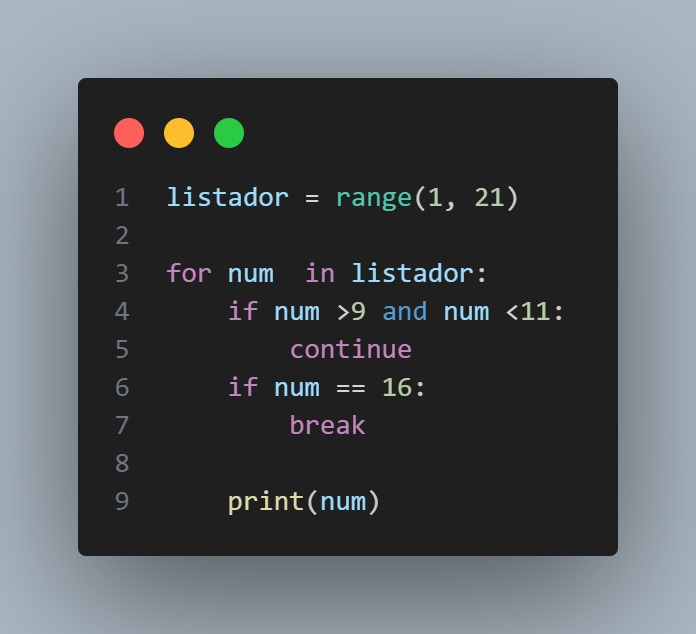 1 listador = range(1, 21)
2
3 for num  in listador:
4     if num >9 and num <11:
5         continue
6     if num == 16:
7         break
8
9     print(num)